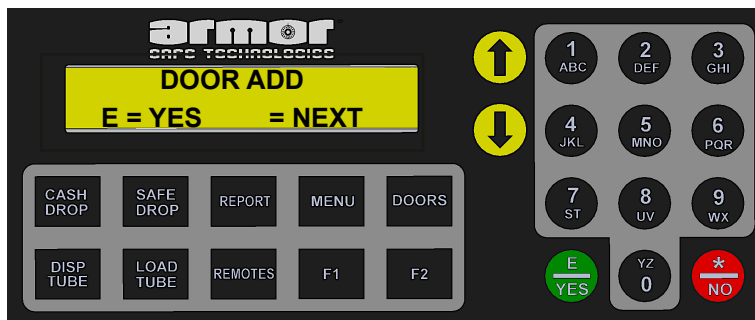 armor
SAFE TECHNOLOGIES
DOOR ADD
E = YES = NEXT
CASH DROP
SAFE DROP
REPORT
MENU
DOORS
DISP TUBE
LOAD TUBE
REMOTES
F1
F2
↑
↓
1 ABC
2 DEF
3 GHI
4 JKL
5 MNO
6 PQR
7 ST
8 UV
9 WX
E YES
YZ 0
* NO